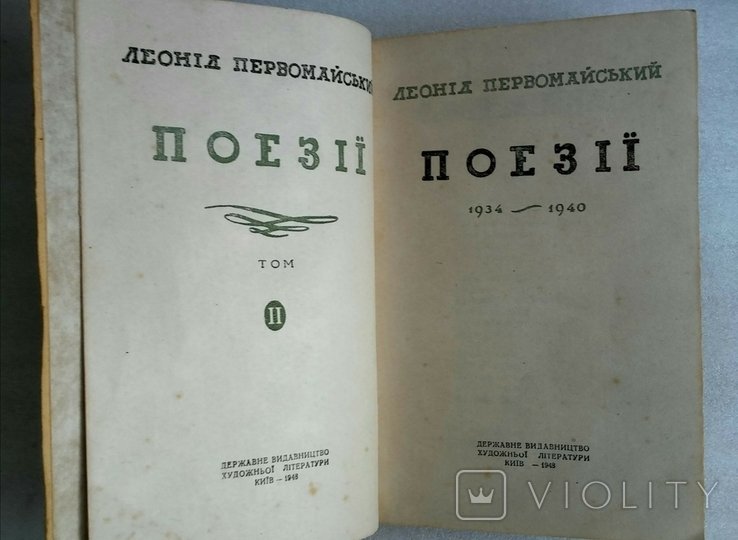 ЛЕОНІД ПЕРВОМАЙСЬКИЙ
ПОЕЗІЇ
ТОМ
II
ДЕРЖАВНЕ ВИДАВНИЦТВО
ХУДОЖНЬОЇ ЛІТЕРАТУРИ
КИЇВ — 1948
ЛЕОНІД ПЕРВОМАЙСЬКИЙ
ПОЕЗІЇ
1934 — 1940
ДЕРЖАВНЕ ВИДАВНИЦТВО
ХУДОЖНЬОЇ ЛІТЕРАТУРИ
КИЇВ — 1948
VIOLITY